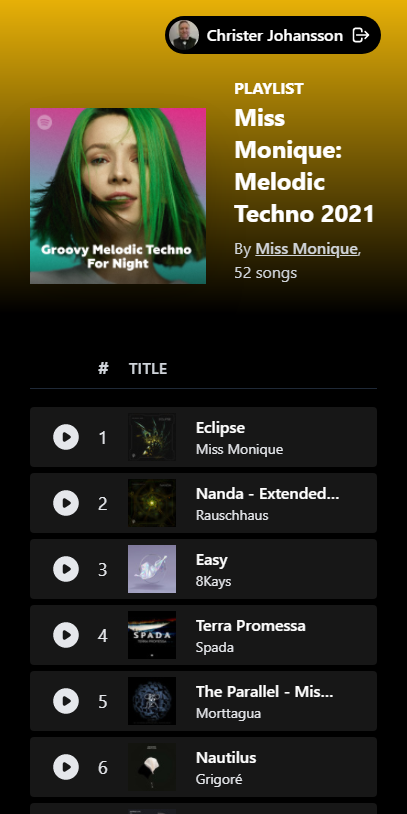 Christer Johansson
PLAYLIST
Miss
Monique:
Melodic
Techno 2021
By Miss Monique,
52 songs
Groovy Melodic Techno
For Night
# TITLE
1
Eclipse
Miss Monique
2
Nanda - Extended...
Rauschhaus
3
Easy
8Kays
4
SPADA
Terra Promessa
Spada
5
The Parallel - Mis...
Morttagua
6
Nautilus
Grigoré